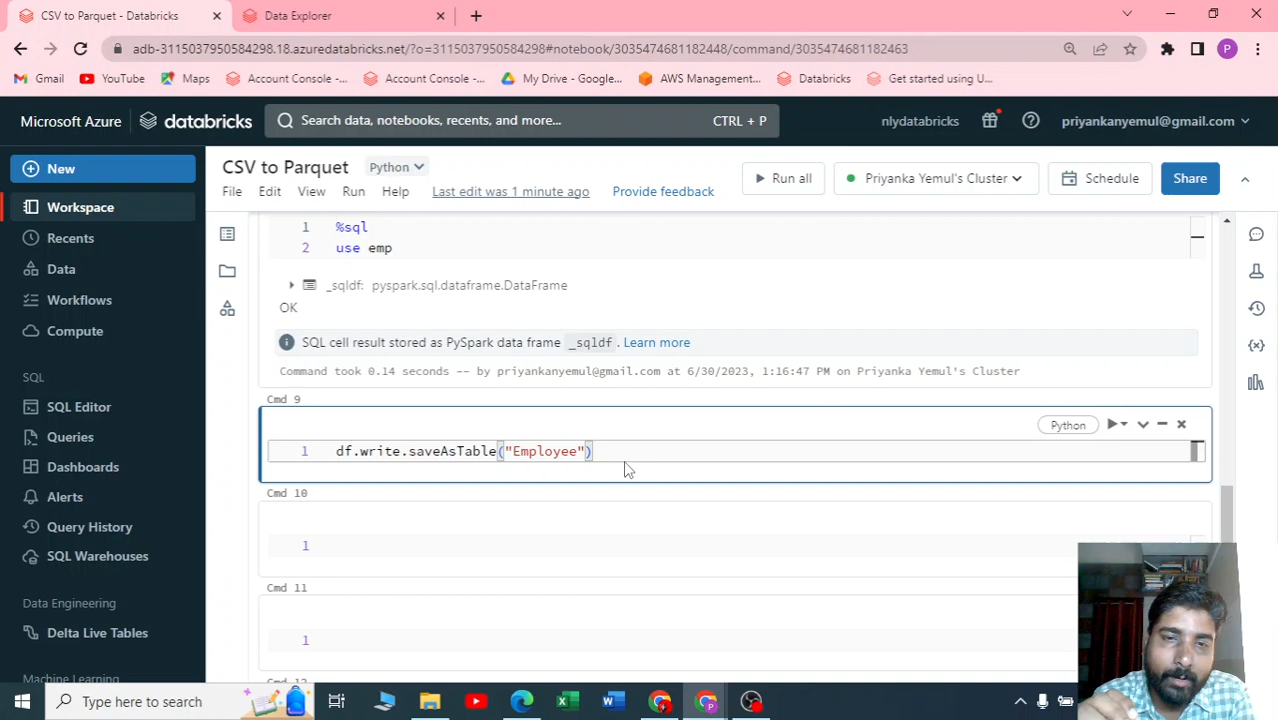 CSV to Parquet - Databricks
Data Explorer
adb-3115037950584298.18.azuredatabricks.net/?o=3115037950584298#notebook/3035474681182448/command/3035474681182463
P
Gmail
YouTube
Maps
Account Console -...
Account Console -...
My Drive - Google...
AWS Management...
Databricks
Get started using U...
Microsoft Azure
databricks
Search data, notebooks, recents, and more...
CTRL + P
nlydatabricks
priyankanyemul@gmail.com
New
Workspace
Recents
Data
Workflows
Compute
SQL
SQL Editor
Queries
Dashboards
Alerts
Query History
SQL Warehouses
Data Engineering
Delta Live Tables
Machine Learning
CSV to Parquet
Python
Run all
Priyanka Yemul's Cluster
Schedule
Share
File Edit View Run Help
Last edit was 1 minute ago
Provide feedback
1 %sql
2 use emp
_sqldf: pyspark.sql.dataframe.DataFrame
OK
SQL cell result stored as PySpark data frame _sqldf . Learn more
Command took 0.14 seconds -- by priyankanyemul@gmail.com at 6/30/2023, 1:16:47 PM on Priyanka Yemul's Cluster
Cmd 9
Python
1 df.write.saveAsTable("Employee")
Cmd 10
1
Cmd 11
1
Cmd 12
Type here to search